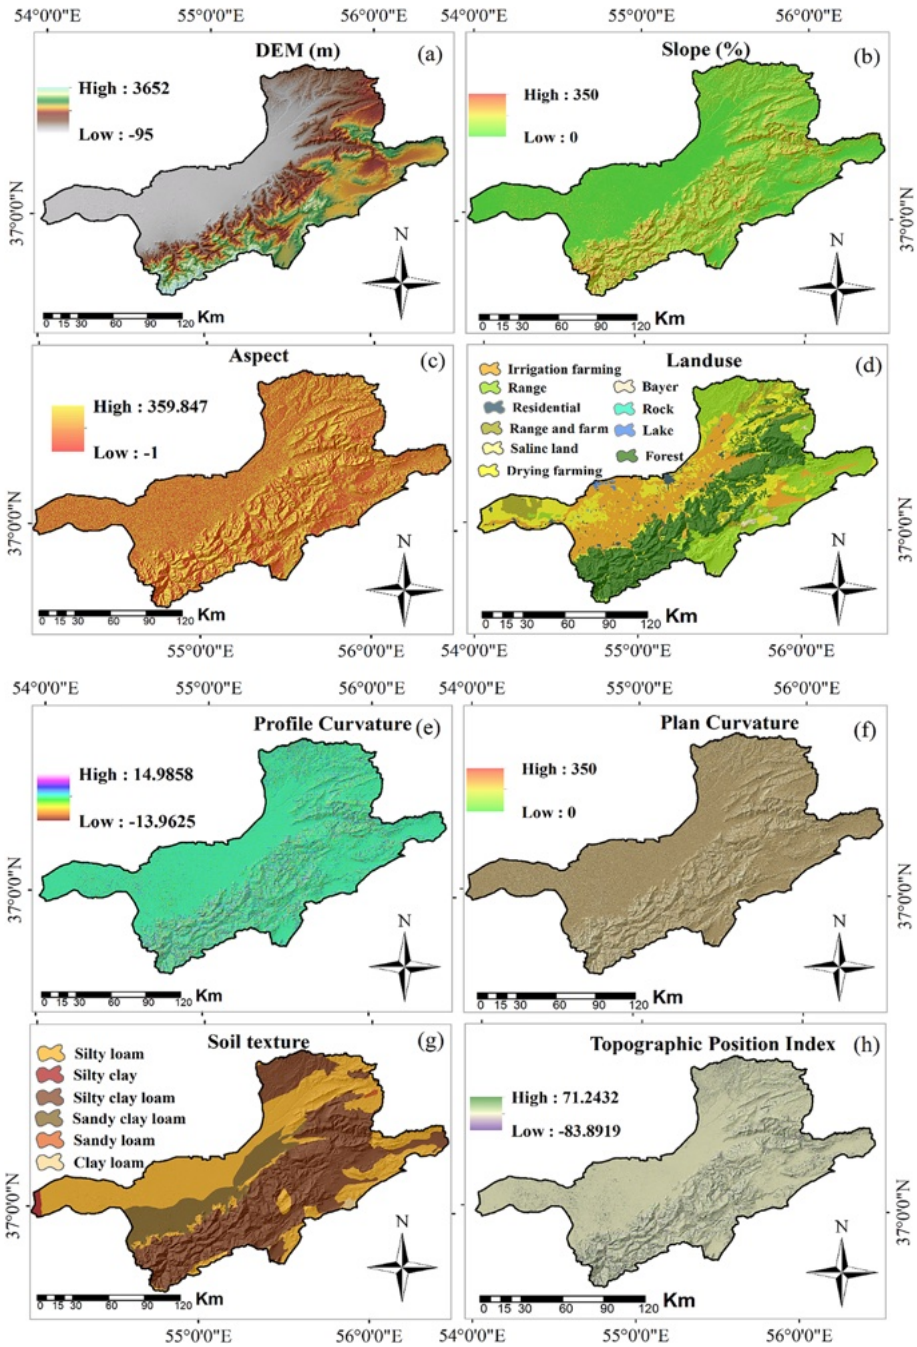 54°0'0"E 55°0'0"E 56°0'0"E 54°0'0"E 55°0'0"E 56°0'0"E
DEM (m) (a)
High : 3652
Low : -95
37°0'0"N
N
0 15 30 60 90 120 Km
Slope (%) (b)
High : 350
Low : 0
37°0'0"N
N
0 15 30 60 90 120 Km
Aspect (c)
High : 359.847
Low : -1
37°0'0"N
N
0 15 30 60 90 120 Km
Landuse (d)
Irrigation farming
Range
Residential
Range and farm
Saline land
Drying farming
Bayer
Rock
Lake
Forest
37°0'0"N
N
0 15 30 60 90 120 Km
55°0'0"E 56°0'0"E 54°0'0"E 55°0'0"E 56°0'0"E
54°0'0"E 55°0'0"E 56°0'0"E 54°0'0"E 55°0'0"E 56°0'0"E
Profile Curvature (e)
High : 14.9858
Low : -13.9625
37°0'0"N
N
0 15 30 60 90 120 Km
Plan Curvature (f)
High : 350
Low : 0
37°0'0"N
N
0 15 30 60 90 120 Km
Soil texture (g)
Silty loam
Silty clay
Silty clay loam
Sandy clay loam
Sandy loam
Clay loam
37°0'0"N
N
0 15 30 60 90 120 Km
Topographic Position Index (h)
High : 71.2432
Low : -83.8919
37°0'0"N
N
0 15 30 60 90 120 Km
55°0'0"E 56°0'0"E 55°0'0"E 56°0'0"E